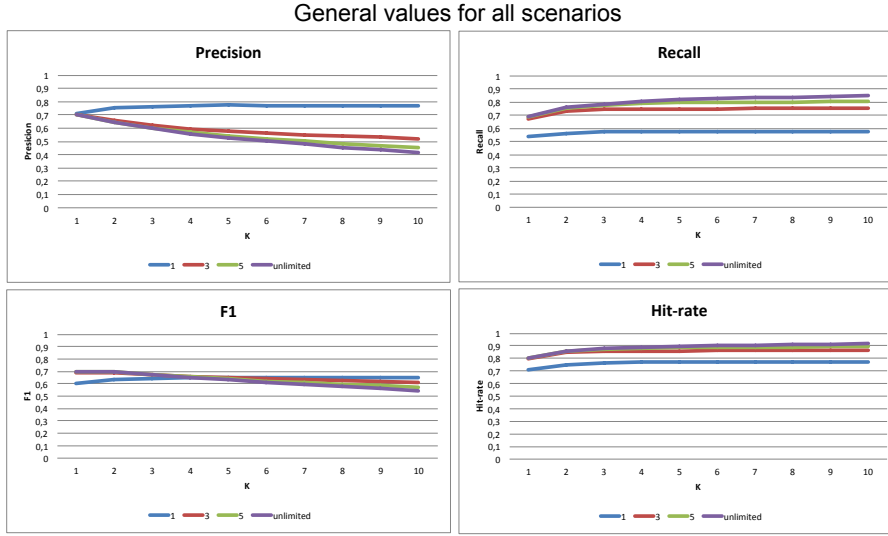 General values for all scenarios
Precision
1
0,9
0,8
0,7
0,6
0,5
0,4
0,3
0,2
0,1
0
Presicion
1 2 3 4 5 6 7 8 9 10
K
1 3 5 unlimited
Recall
1
0,9
0,8
0,7
0,6
0,5
0,4
0,3
0,2
0,1
0
Recall
1 2 3 4 5 6 7 8 9 10
K
1 3 5 unlimited
F1
1
0,9
0,8
0,7
0,6
0,5
0,4
0,3
0,2
0,1
0
F1
1 2 3 4 5 6 7 8 9 10
K
1 3 5 unlimited
Hit-rate
1
0,9
0,8
0,7
0,6
0,5
0,4
0,3
0,2
0,1
0
Hit-rate
1 2 3 4 5 6 7 8 9 10
K
1 3 5 unlimited